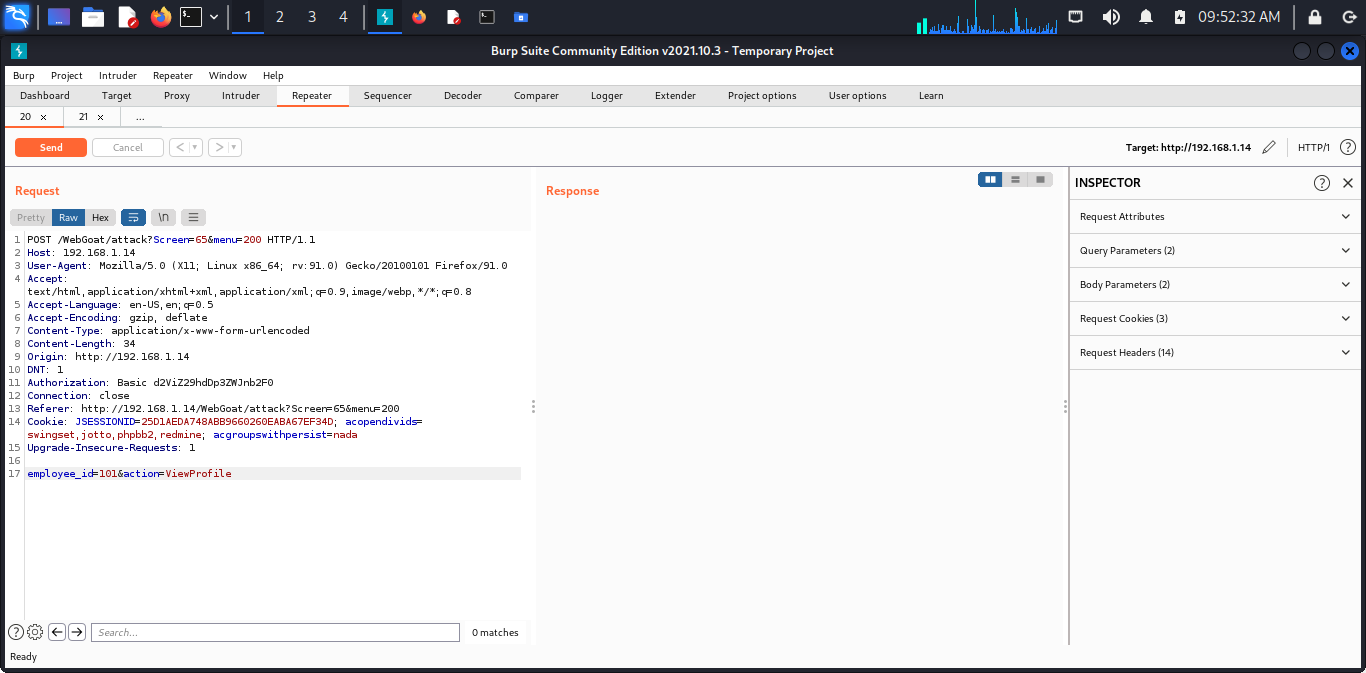 1 2 3 4 09:52:32 AM
Burp Suite Community Edition v2021.10.3 - Temporary Project
Burp Project Intruder Repeater Window Help
Dashboard Target Proxy Intruder Repeater Sequencer Decoder Comparer Logger Extender Project options User options Learn
20 × 21 × ...
Send Cancel < > Target: http://192.168.1.14 HTTP/1 ?
Request
Response
INSPECTOR ?
Pretty Raw Hex \n
Request Attributes
Query Parameters (2)
Body Parameters (2)
Request Cookies (3)
Request Headers (14)
1 POST /WebGoat/attack?Screen=65&menu=200 HTTP/1.1
2 Host: 192.168.1.14
3 User-Agent: Mozilla/5.0 (X11; Linux x86_64; rv:91.0) Gecko/20100101 Firefox/91.0
4 Accept:
text/html,application/xhtml+xml,application/xml;q=0.9,image/webp,*/*;q=0.8
5 Accept-Language: en-US,en;q=0.5
6 Accept-Encoding: gzip, deflate
7 Content-Type: application/x-www-form-urlencoded
8 Content-Length: 34
9 Origin: http://192.168.1.14
10 DNT: 1
11 Authorization: Basic d2ViZ29hdDp3ZWJnb2F0
12 Connection: close
13 Referer: http://192.168.1.14/WebGoat/attack?Screen=65&menu=200
14 Cookie: JSESSIONID=25D1AEDA748ABB9660260EABA67EF34D; acopendivids=
swingset,jotto,phpbb2,redmine; acgroupswithpersist=nada
15 Upgrade-Insecure-Requests: 1
16
17 employee_id=101&action=ViewProfile
? Search... 0 matches
Ready